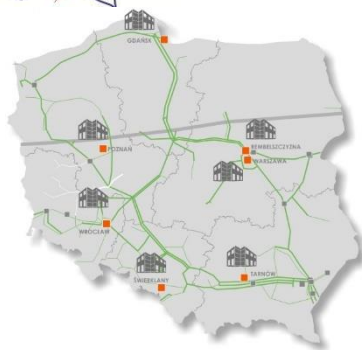 GDAŃSK
POZNAŃ
REMBELSZCZYZNA
WARSZAWA
WROCŁAW
ŚWIERKLANY
TARNÓW